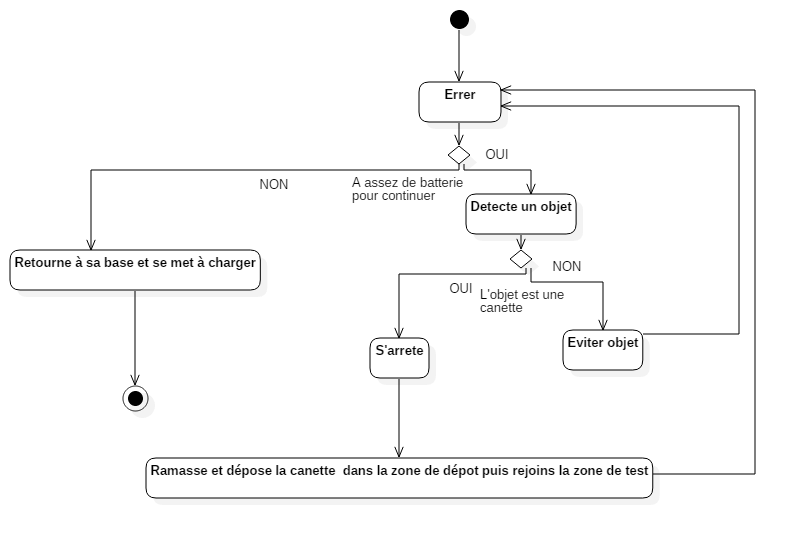 Errer
OUI
NON
A assez de batterie
pour continuer
Detecte un objet
Retourne à sa base et se met à charger
NON
OUI
L'objet est une
canette
Eviter objet
S'arrete
Ramasse et dépose la canette dans la zone de dépot puis rejoins la zone de test